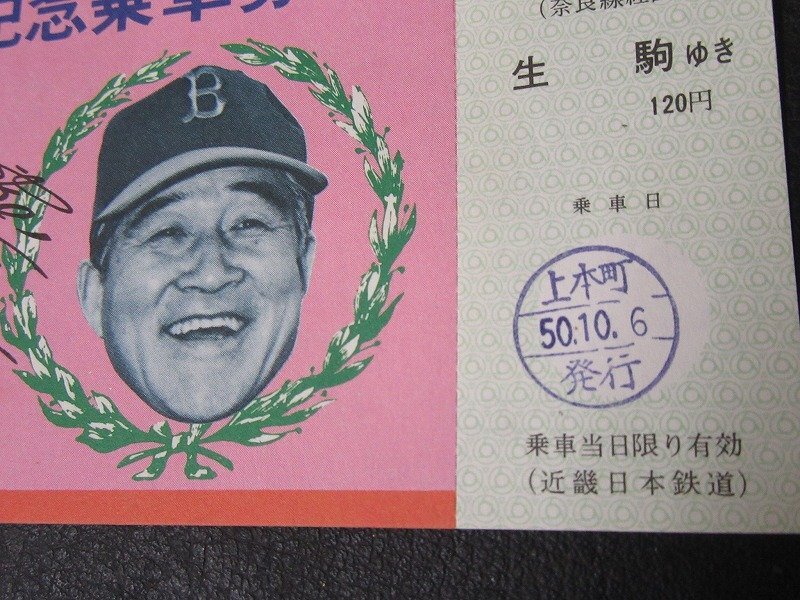 記念乗車券
B
(奈良線経
生　駒ゆき
120円
乗車日
上本町
50.10.6
発行
乗車当日限り有効
(近畿日本鉄道)